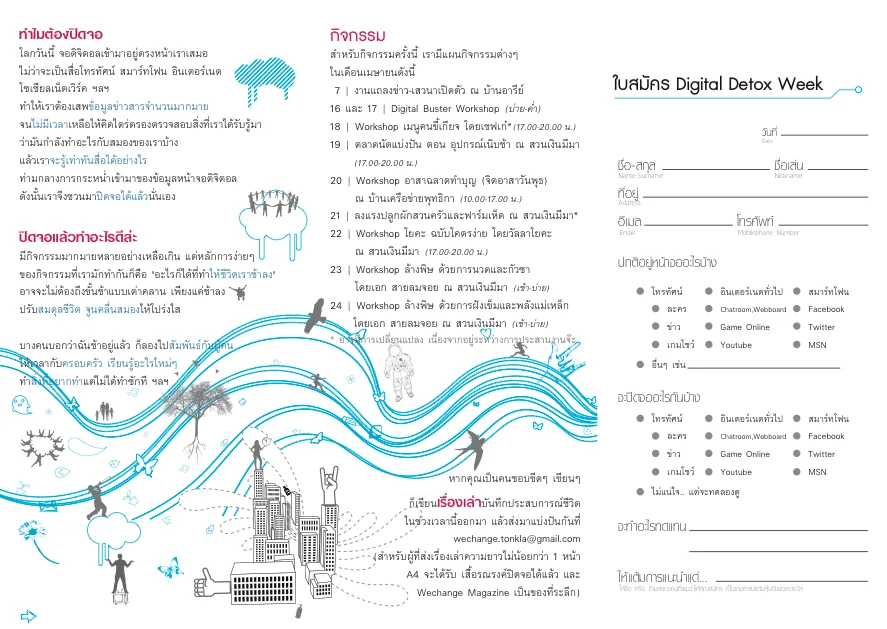 ทำไมต้องปิดจอ
โลกวันนี้ จอดิจิตอลเข้ามาอยู่ตรงหน้าเราเสมอ
ไม่ว่าจะเป็นสื่อโทรทัศน์ สมาร์ทโฟน อินเตอร์เนต
โซเชียลเน็ตเวิร์ค ฯลฯ
ทำให้เราต้องเสพข้อมูลข่าวสารจำนวนมากมาย
จนไม่มีเวลาเหลือให้คิดไตร่ตรองตรวจสอบสิ่งที่เราได้รับรู้มา
ว่ามันกำลังทำอะไรกับสมองของเราบ้าง
แล้วเราจะรู้เท่าทันสื่อได้อย่างไร
ท่ามกลางการกระหน่ำเข้ามาของข้อมูลหน้าจอดิจิตอล
ดังนั้นเราจึงชวนมาปิดจอได้แล้วนั่นเอง
ปิดจอแล้วทำอะไรดีล่ะ
มีกิจกรรมมากมายหลายอย่างเหลือเกิน แต่หลักการง่ายๆ
ของกิจกรรมที่เรามักทำกันก็คือ "อะไรก็ได้ที่ทำให้ชีวิตเราช้าลง"
อาจจะไม่ต้องถึงขั้นช้าแบบเต่าคลาน เพียงแค่ช้าลง
ปรับสมดุลชีวิต จูนคลื่นสมองให้โปร่งใส
บางคนบอกว่าฉันช้าอยู่แล้ว ก็ลองไปสัมพันธ์กับผู้คน
ให้เวลากับครอบครัว เรียนรู้อะไรใหม่ๆ
ทำสิ่งที่อยากทำแต่ไม่ได้ทำซักที ฯลฯ
กิจกรรม
สำหรับกิจกรรมครั้งนี้ เรามีแผนกิจกรรมต่างๆ
ในเดือนเมษายนดังนี้
7 | งานแถลงข่าว-เสวนาเปิดตัว ณ บ้านอารีย์
16 และ 17 | Digital Buster Workshop (บ่าย-ค่ำ)
18 | Workshop เมนูคนขี้เกียจ โดยเชฟเก่* (17.00-20.00 น.)
19 | ตลาดนัดแบ่งปัน ตอน อุปกรณ์เนิบช้า ณ สวนเงินมีมา
(17.00-20.00 น.)
20 | Workshop อาสาฉลาดทำบุญ (จิตอาสาวันพุธ)
ณ บ้านเครือข่ายพุทธิกา (10.00-17.00 น.)
21 | ลงแรงปลูกผักสวนครัวและฟาร์มเห็ด ณ สวนเงินมีมา*
22 | Workshop โยคะ ฉบับโคตรง่าย โดยวัลลาโยคะ
ณ สวนเงินมีมา (17.00-20.00 น.)
23 | Workshop ล้างพิษ ด้วยการนวดและกัวซา
โดยเอก สายลมจอย ณ สวนเงินมีมา (เช้า-บ่าย)
24 | Workshop ล้างพิษ ด้วยการฝังเข็มและพลังแม่เหล็ก
โดยเอก สายลมจอย ณ สวนเงินมีมา (เช้า-บ่าย)
* อาจมีการเปลี่ยนแปลง เนื่องจากอยู่ระหว่างการประสานงานจ๊ะ
หากคุณเป็นคนชอบขีดๆ เขียนๆ
ก็เขียนเรื่องเล่าบันทึกประสบการณ์ชีวิต
ในช่วงเวลานี้ออกมา แล้วส่งมาแบ่งปันกันที่
wechange.tonkla@gmail.com
(สำหรับผู้ที่ส่งเรื่องเล่าความยาวไม่น้อยกว่า 1 หน้า
A4 จะได้รับ เสื้อรณรงค์ปิดจอได้แล้ว และ
Wechange Magazine เป็นของที่ระลึก)
ใบสมัคร Digital Detox Week
วันที่
Date
ชื่อ-สกุล ชื่อเล่น
Name-Surname Nickname
ที่อยู่
Address
อีเมล โทรศัพท์
Email Mobilephone Number
ปกติอยู่หน้าจออะไรบ้าง
โทรทัศน์ อินเตอร์เนตทั่วไป สมาร์ทโฟน
ละคร Chatroom,Webboard Facebook
ข่าว Game Online Twitter
เกมโชว์ Youtube MSN
อื่นๆ เช่น
จะปิดจออะไรกันบ้าง
โทรทัศน์ อินเตอร์เนตทั่วไป สมาร์ทโฟน
ละคร Chatroom,Webboard Facebook
ข่าว Game Online Twitter
เกมโชว์ Youtube MSN
ไม่แน่ใจ.. แต่จะทดลองดู
จะทำอะไรทดแทน
ให้แต้มการแนะนำแด่...